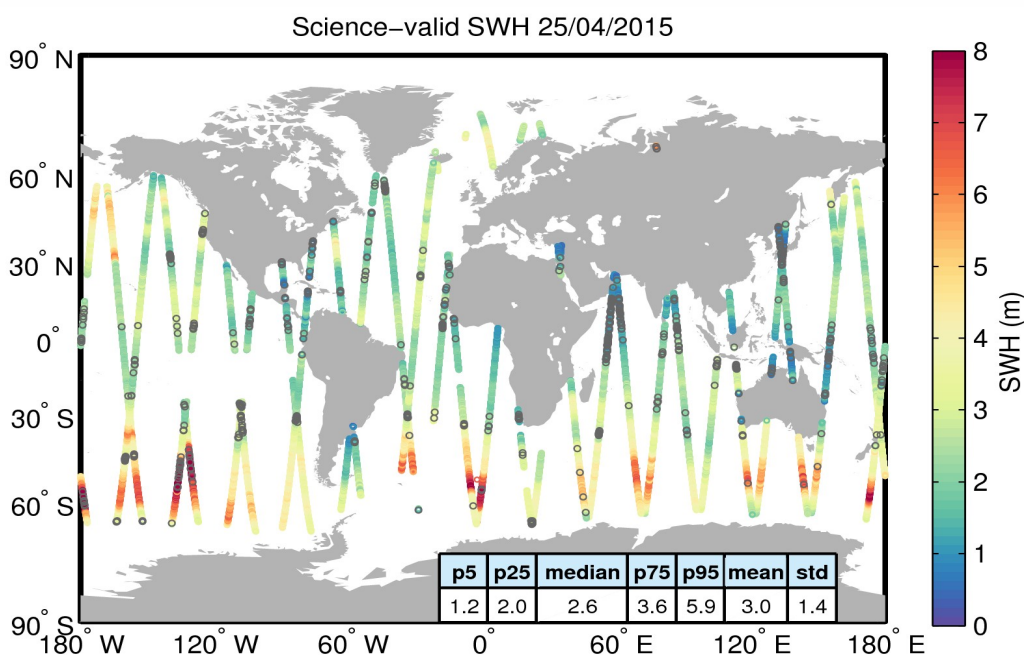 Science−valid SWH 25/04/2015
90° N
60° N
30° N
0°
30° S
60° S
90° S
180° W
120° W
60° W
0°
60° E
120° E
180° E
p5 p25 median p75 p95 mean std
1.2 2.0 2.6 3.6 5.9 3.0 1.4
8
7
6
5
4
3
2
1
0
SWH (m)